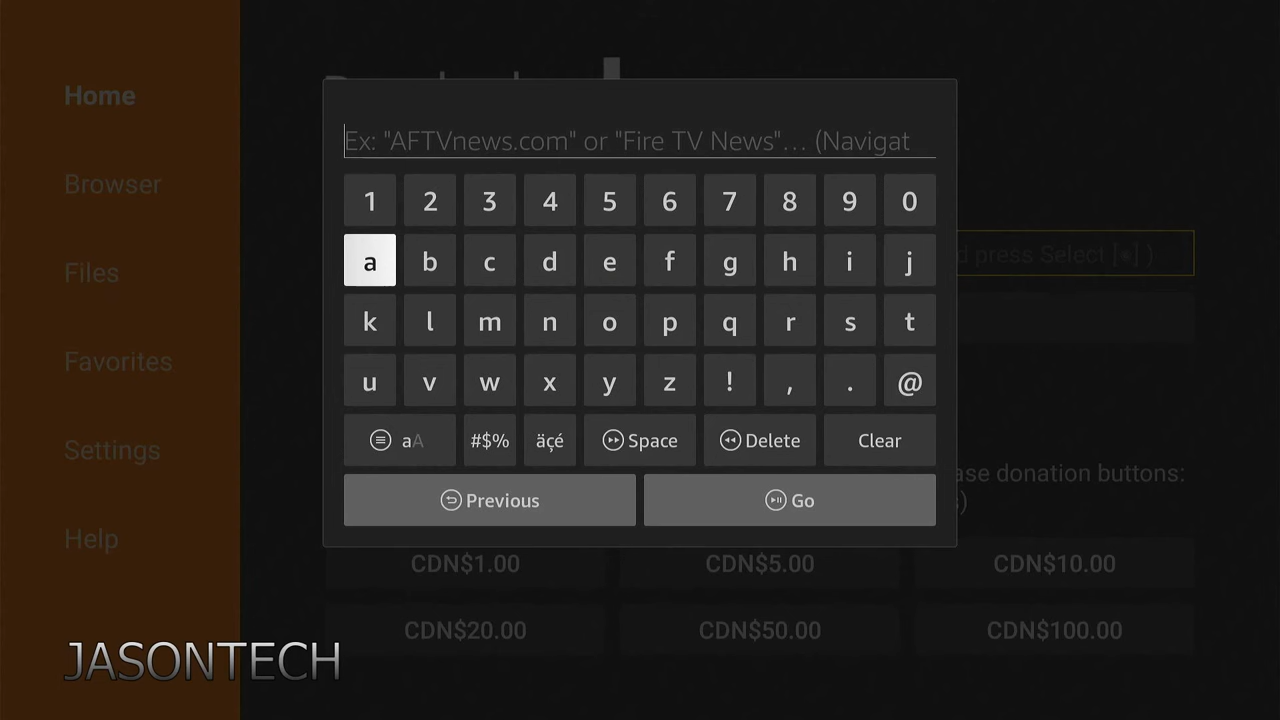 Home
Browser
Files
Favorites
Settings
Help
Ex: "AFTVnews.com" or "Fire TV News"... (Navigat
1 2 3 4 5 6 7 8 9 0
a b c d e f g h i j
k l m n o p q r s t
u v w x y z ! , . @
aA #$% äçé Space Delete Clear
Previous Go
d press Select [●] )
ase donation buttons:
)
CDN$1.00 CDN$5.00 CDN$10.00
CDN$20.00 CDN$50.00 CDN$100.00
JASONTECH